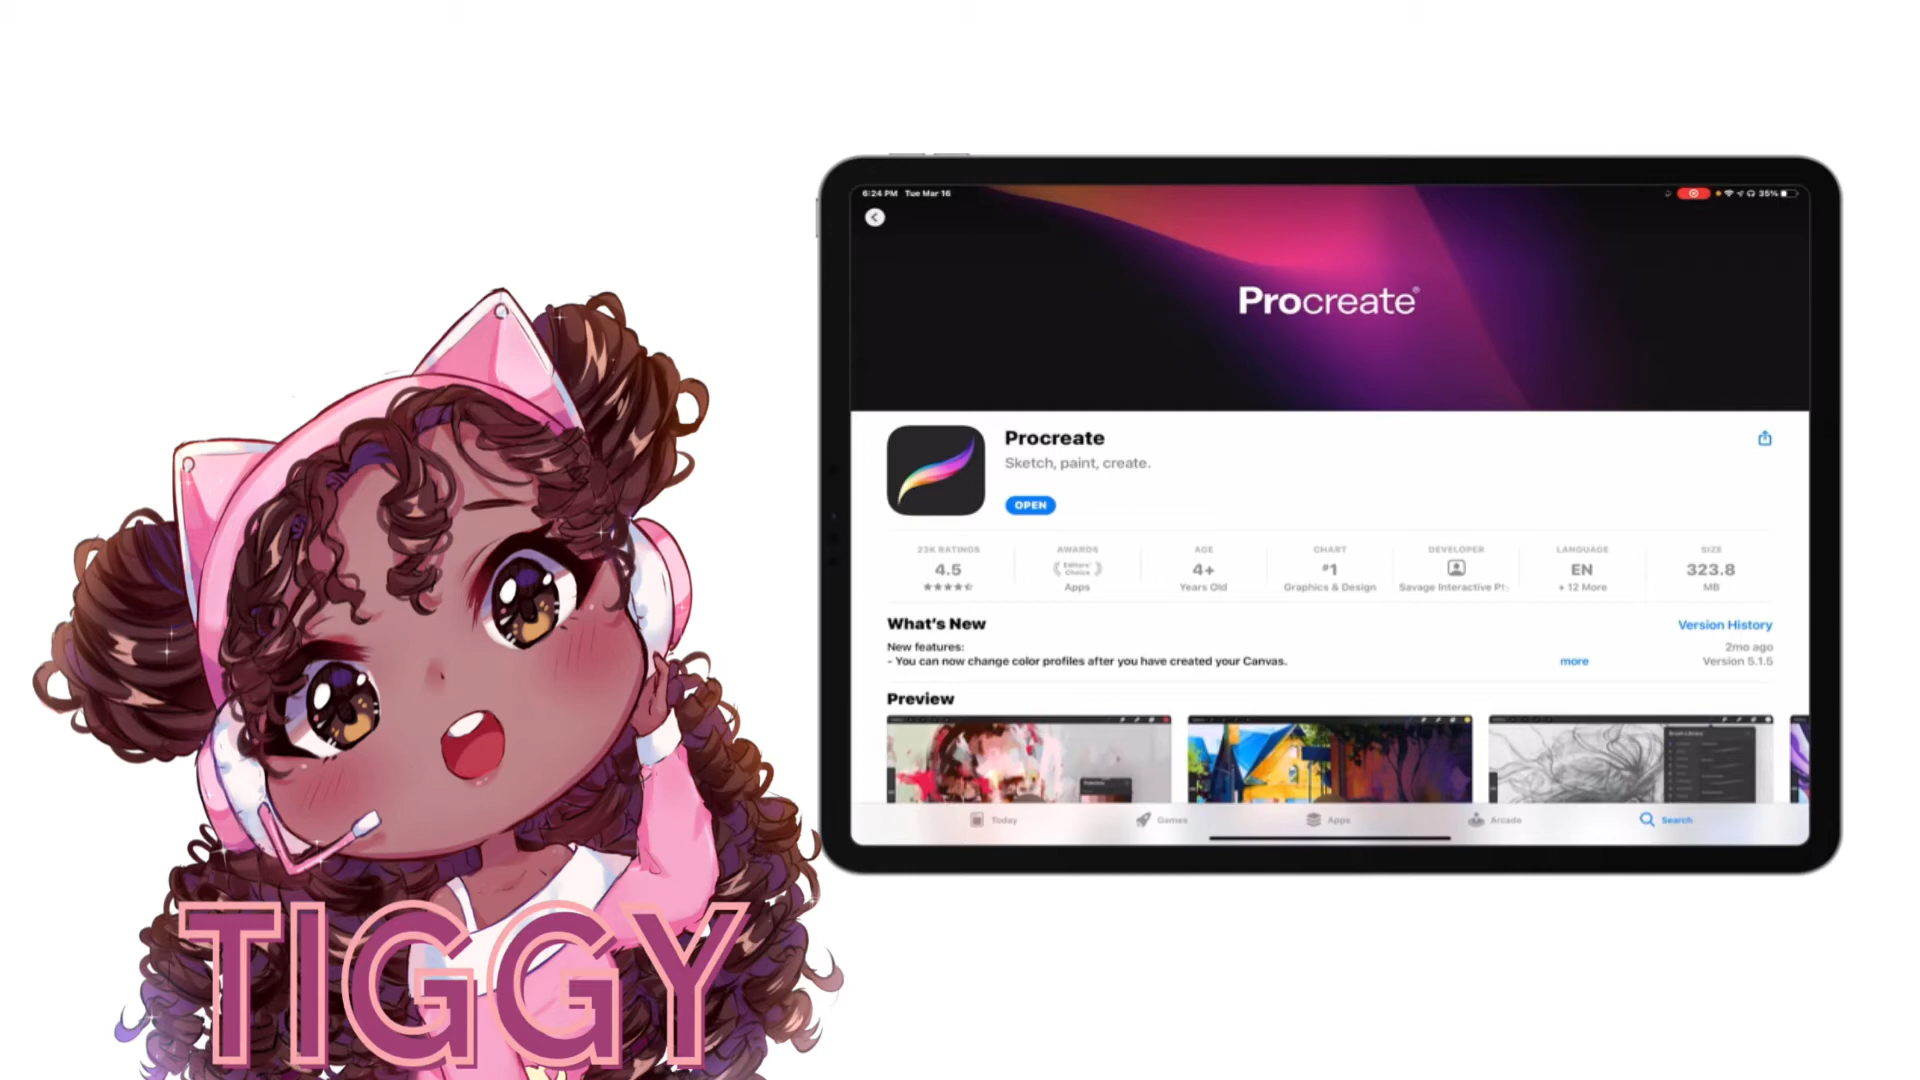 6:24 PM Tue Mar 16
35%
Procreate®
Procreate
Sketch, paint, create.
OPEN
23K RATINGS
4.5
AWARDS
Editors'
Choice
Apps
AGE
4+
Years Old
CHART
#1
Graphics & Design
DEVELOPER
Savage Interactive
LANGUAGE
EN
+ 12 More
SIZE
323.8
MB
What's New
Version History
New features:
2mo ago
- You can now change color profiles after you have created your Canvas.
more
Version 5.1.5
Preview
Brush Library
Today
Games
Apps
Arcade
Search
TIGGY